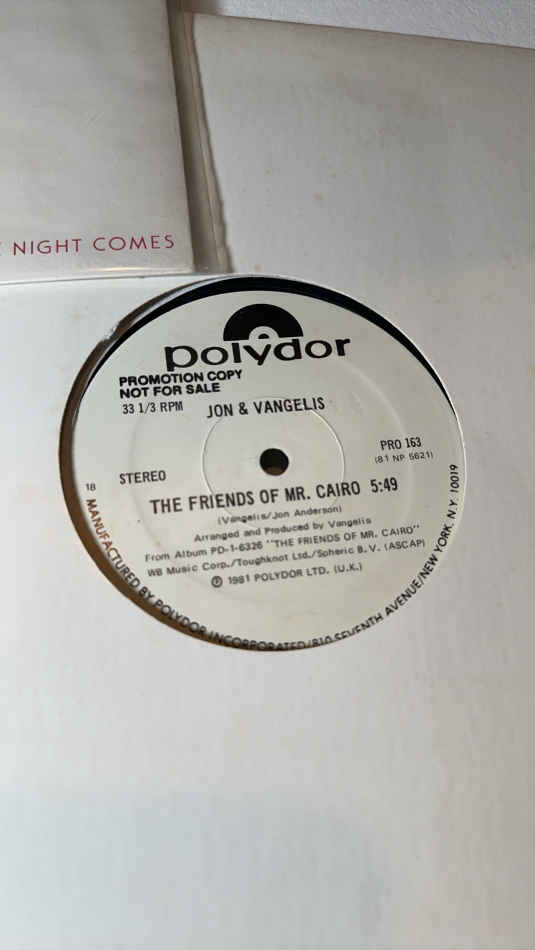 NIGHT COMES
polydor
PROMOTION COPY
NOT FOR SALE
33 1/3 RPM
JON & VANGELIS
PRO 163
(81 NP 5621)
STEREO
18
THE FRIENDS OF MR. CAIRO 5:49
(Vangelis/Jon Anderson)
Arranged and Produced by Vangelis
From Album PD-1-6326 "THE FRIENDS OF MR. CAIRO"
WB Music Corp./Toughknot Ltd./Spheric B.V. (ASCAP)
℗ 1981 POLYDOR LTD. (U.K.)
MANUFACTURED BY POLYDOR INCORPORATED/810 SEVENTH AVENUE/NEW YORK, N.Y. 10019